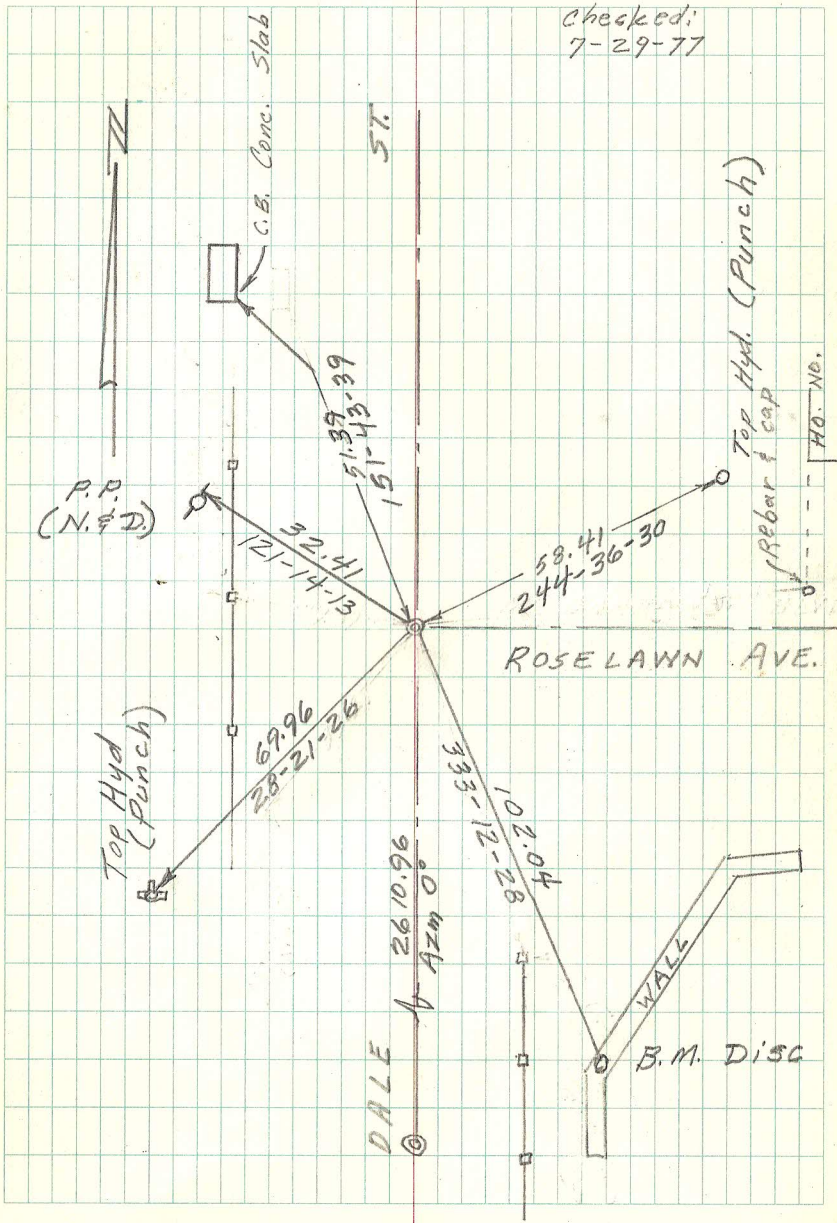 Checked:
7-29-77
N
C.B. Conc. Slab
ST.
P.P.
(N. & D.)
51.39
151-43-39
32.41
121-14-13
Top Hyd. (Punch)
Rebar & cap
HO. NO.
58.41
244-36-30
ROSELAWN AVE.
Top Hyd
(Punch)
69.96
28-21-26
102.04
333-12-28
2610.96
Azm 0°
DALE
WALL
B.M. Disc